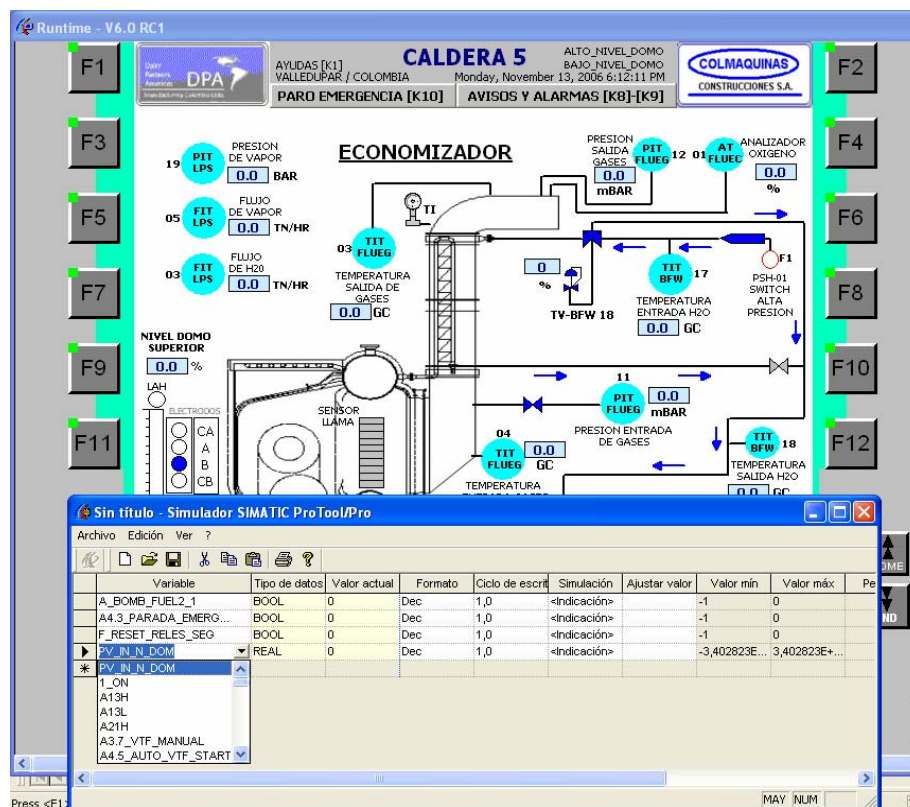 Runtime - V6.0 RC1
F1
DPA
AYUDAS [K1]
VALLEDUPAR / COLOMBIA
CALDERA 5
ALTO_NIVEL_DOMO
BAJO_NIVEL_DOMO
Monday, November 13, 2006 6:12:11 PM
PARO EMERGENCIA [K10]
AVISOS Y ALARMAS [K8]-[K9]
COLMAQUINAS
CONSTRUCCIONES S.A.
F2
F3
F4
F5
F6
F7
F8
F9
F10
F11
F12
ECONOMIZADOR
19 PIT LPS
PRESION
DE VAPOR
0.0 BAR
05 FIT LPS
FLUJO
DE VAPOR
0.0 TN/HR
03 FIT LPS
FLUJO
DE H20
0.0 TN/HR
PRESION
SALIDA
GASES
0.0
mBAR
PIT FLUEG 12
01 AT FLUEC
ANALIZADOR
OXIGENO
0.0
%
TI
03 TIT FLUEG
TEMPERATURA
SALIDA DE
GASES
0.0 GC
0
%
TV-BFW 18
TIT BFW 17
TEMPERATURA
ENTRADA H2O
0.0 GC
F1
PSH-01
SWITCH
ALTA
PRESION
NIVEL DOMO
SUPERIOR
0.0 %
LAH
ELECTRODOS
CA
A
B
CB
SENSOR
LLAMA
11
PIT FLUEG
0.0
mBAR
PRESION ENTRADA
DE GASES
04
TIT FLUEG
0.0
GC
TEMPERATURA
TIT BFW 18
TEMPERATURA
SALIDA H2O
0.0 GC
Sin título - Simulador SIMATIC ProTool/Pro
Archivo Edición Ver ?
Variable Tipo de datos Valor actual Formato Ciclo de escrit Simulación Ajustar valor Valor mín Valor máx Pe
A_BOMB_FUEL2_1 BOOL 0 Dec 1,0 <Indicación> -1 0
A4.3_PARADA_EMERG... BOOL 0 Dec 1,0 <Indicación> -1 0
F_RESET_RELES_SEG BOOL 0 Dec 1,0 <Indicación> -1 0
PV_IN_N_DOM REAL 0 Dec 1,0 <Indicación> -3,402823E... 3,402823E+...
PV_IN_N_DOM
1_ON
A13H
A13L
A21H
A3.7_VTF_MANUAL
A4.5_AUTO_VTF_START
MAY NUM
Press <F1>